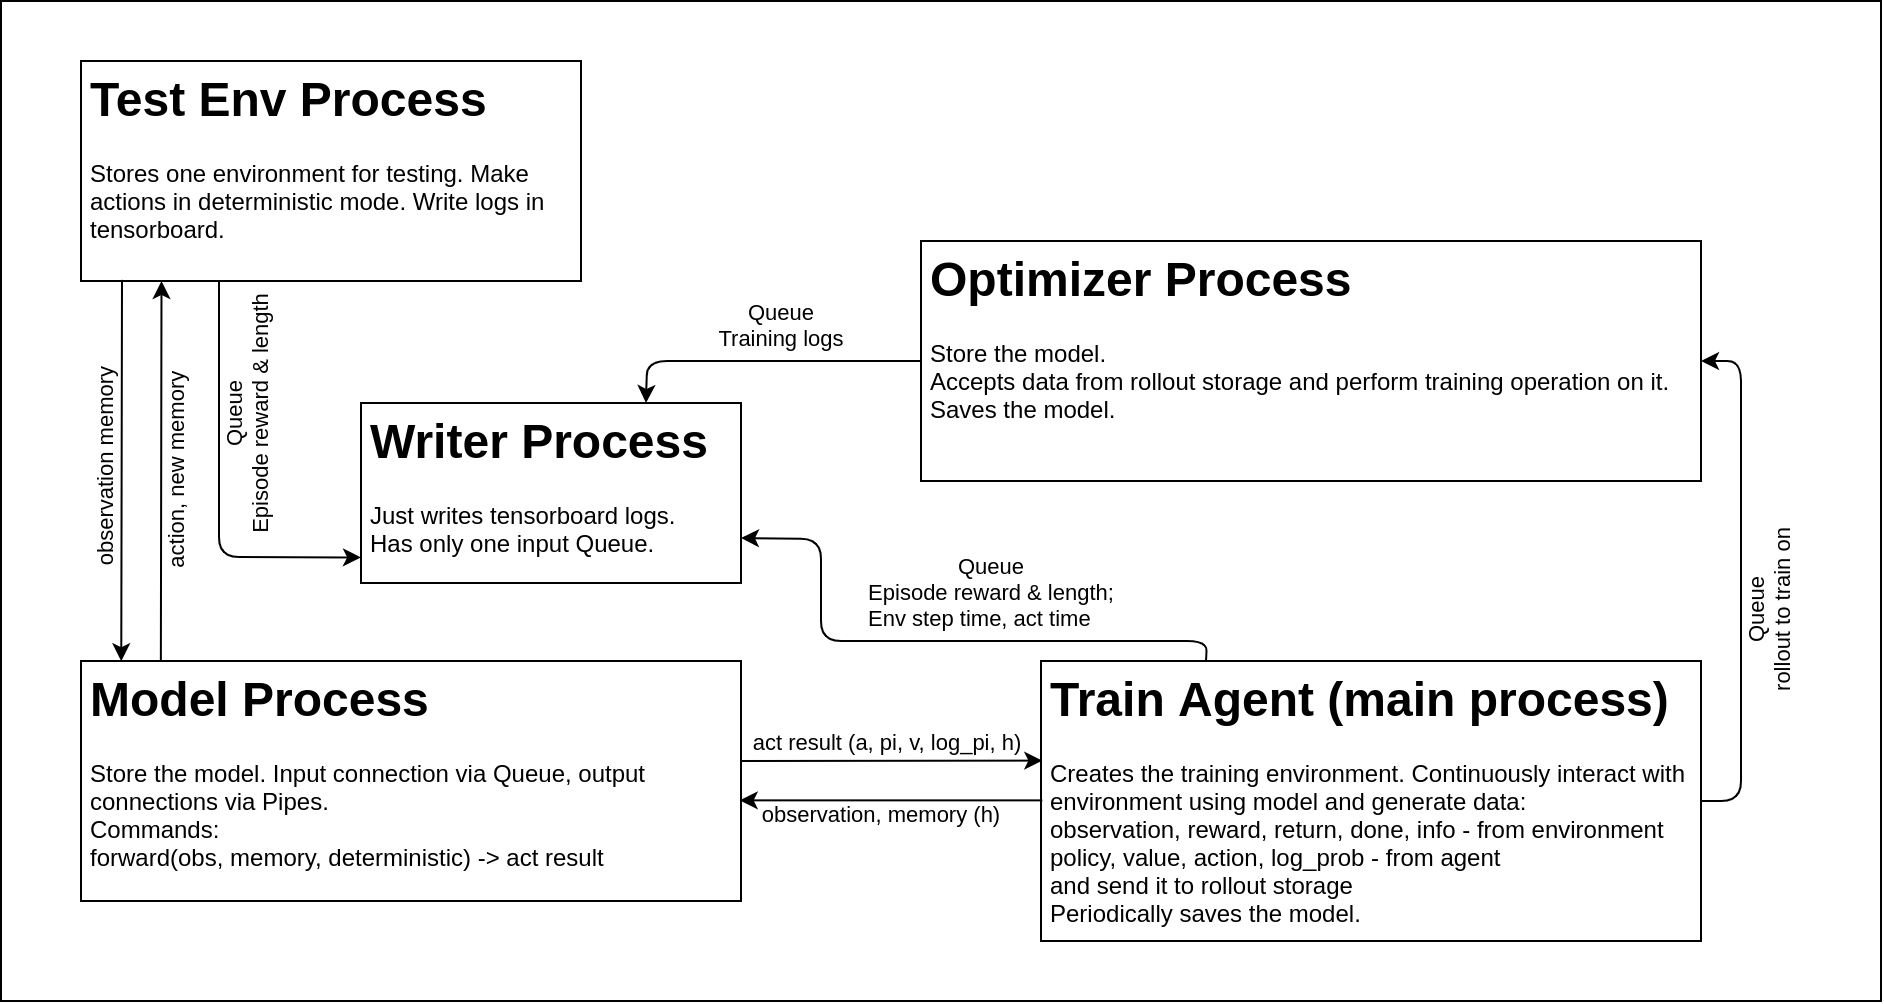 Test Env Process
Stores one environment for testing. Make
actions in deterministic mode. Write logs in
tensorboard.
observation memory
action, new memory
Queue
Episode reward & length
Queue
Training logs
Optimizer Process
Store the model.
Accepts data from rollout storage and perform training operation on it.
Saves the model.
Writer Process
Just writes tensorboard logs.
Has only one input Queue.
Queue
Episode reward & length;
Env step time, act time
Queue
rollout to train on
Model Process
Store the model. Input connection via Queue, output
connections via Pipes.
Commands:
forward(obs, memory, deterministic) -> act result
act result (a, pi, v, log_pi, h)
observation, memory (h)
Train Agent (main process)
Creates the training environment. Continuously interact with
environment using model and generate data:
observation, reward, return, done, info - from environment
policy, value, action, log_prob - from agent
and send it to rollout storage
Periodically saves the model.